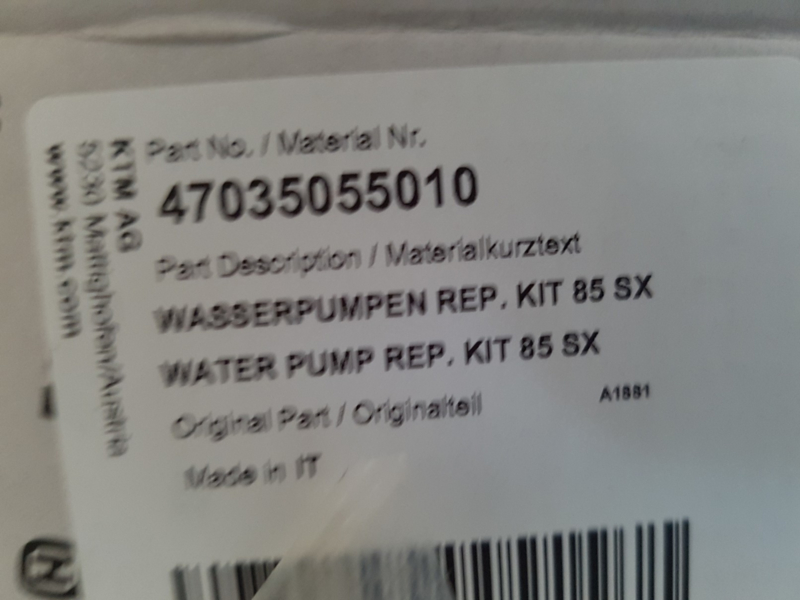 Part No. / Material Nr.
47035055010
Part Description / Materialkurztext
WASSERPUMPEN REP. KIT 85 SX
WATER PUMP REP. KIT 85 SX
Original Part / Originalteil
A1881
Made in IT
KTM AG
5230 Mattighofen/Austria
www.ktm.com